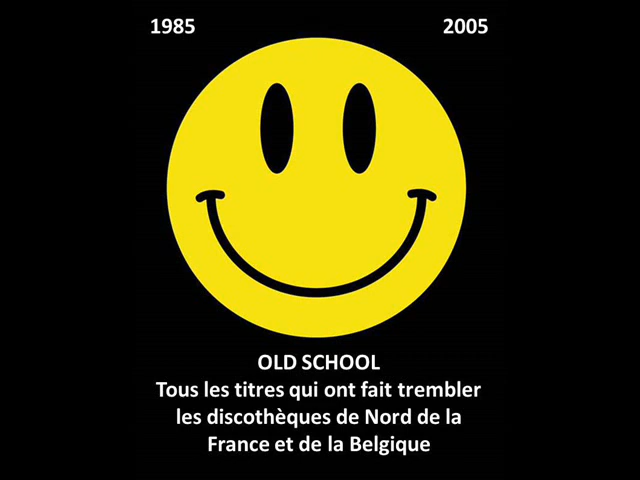 1985 2005
OLD SCHOOL
Tous les titres qui ont fait trembler
les discothèques de Nord de la
France et de la Belgique